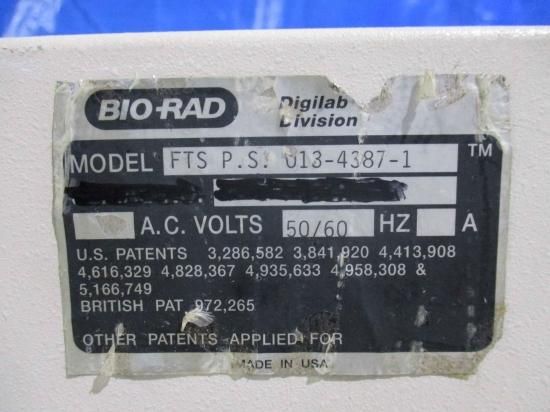 BIO-RAD Digilab
Division
MODEL FTS P.S. 013-4387-1 TM
A.C. VOLTS 50/60 HZ A
U.S. PATENTS 3,286,582 3,841,920 4,413,908
4,616,329 4,828,367 4,935,633 4,958,308 &
5,166,749
BRITISH PAT. 972,265
OTHER PATENTS APPLIED FOR
MADE IN USA